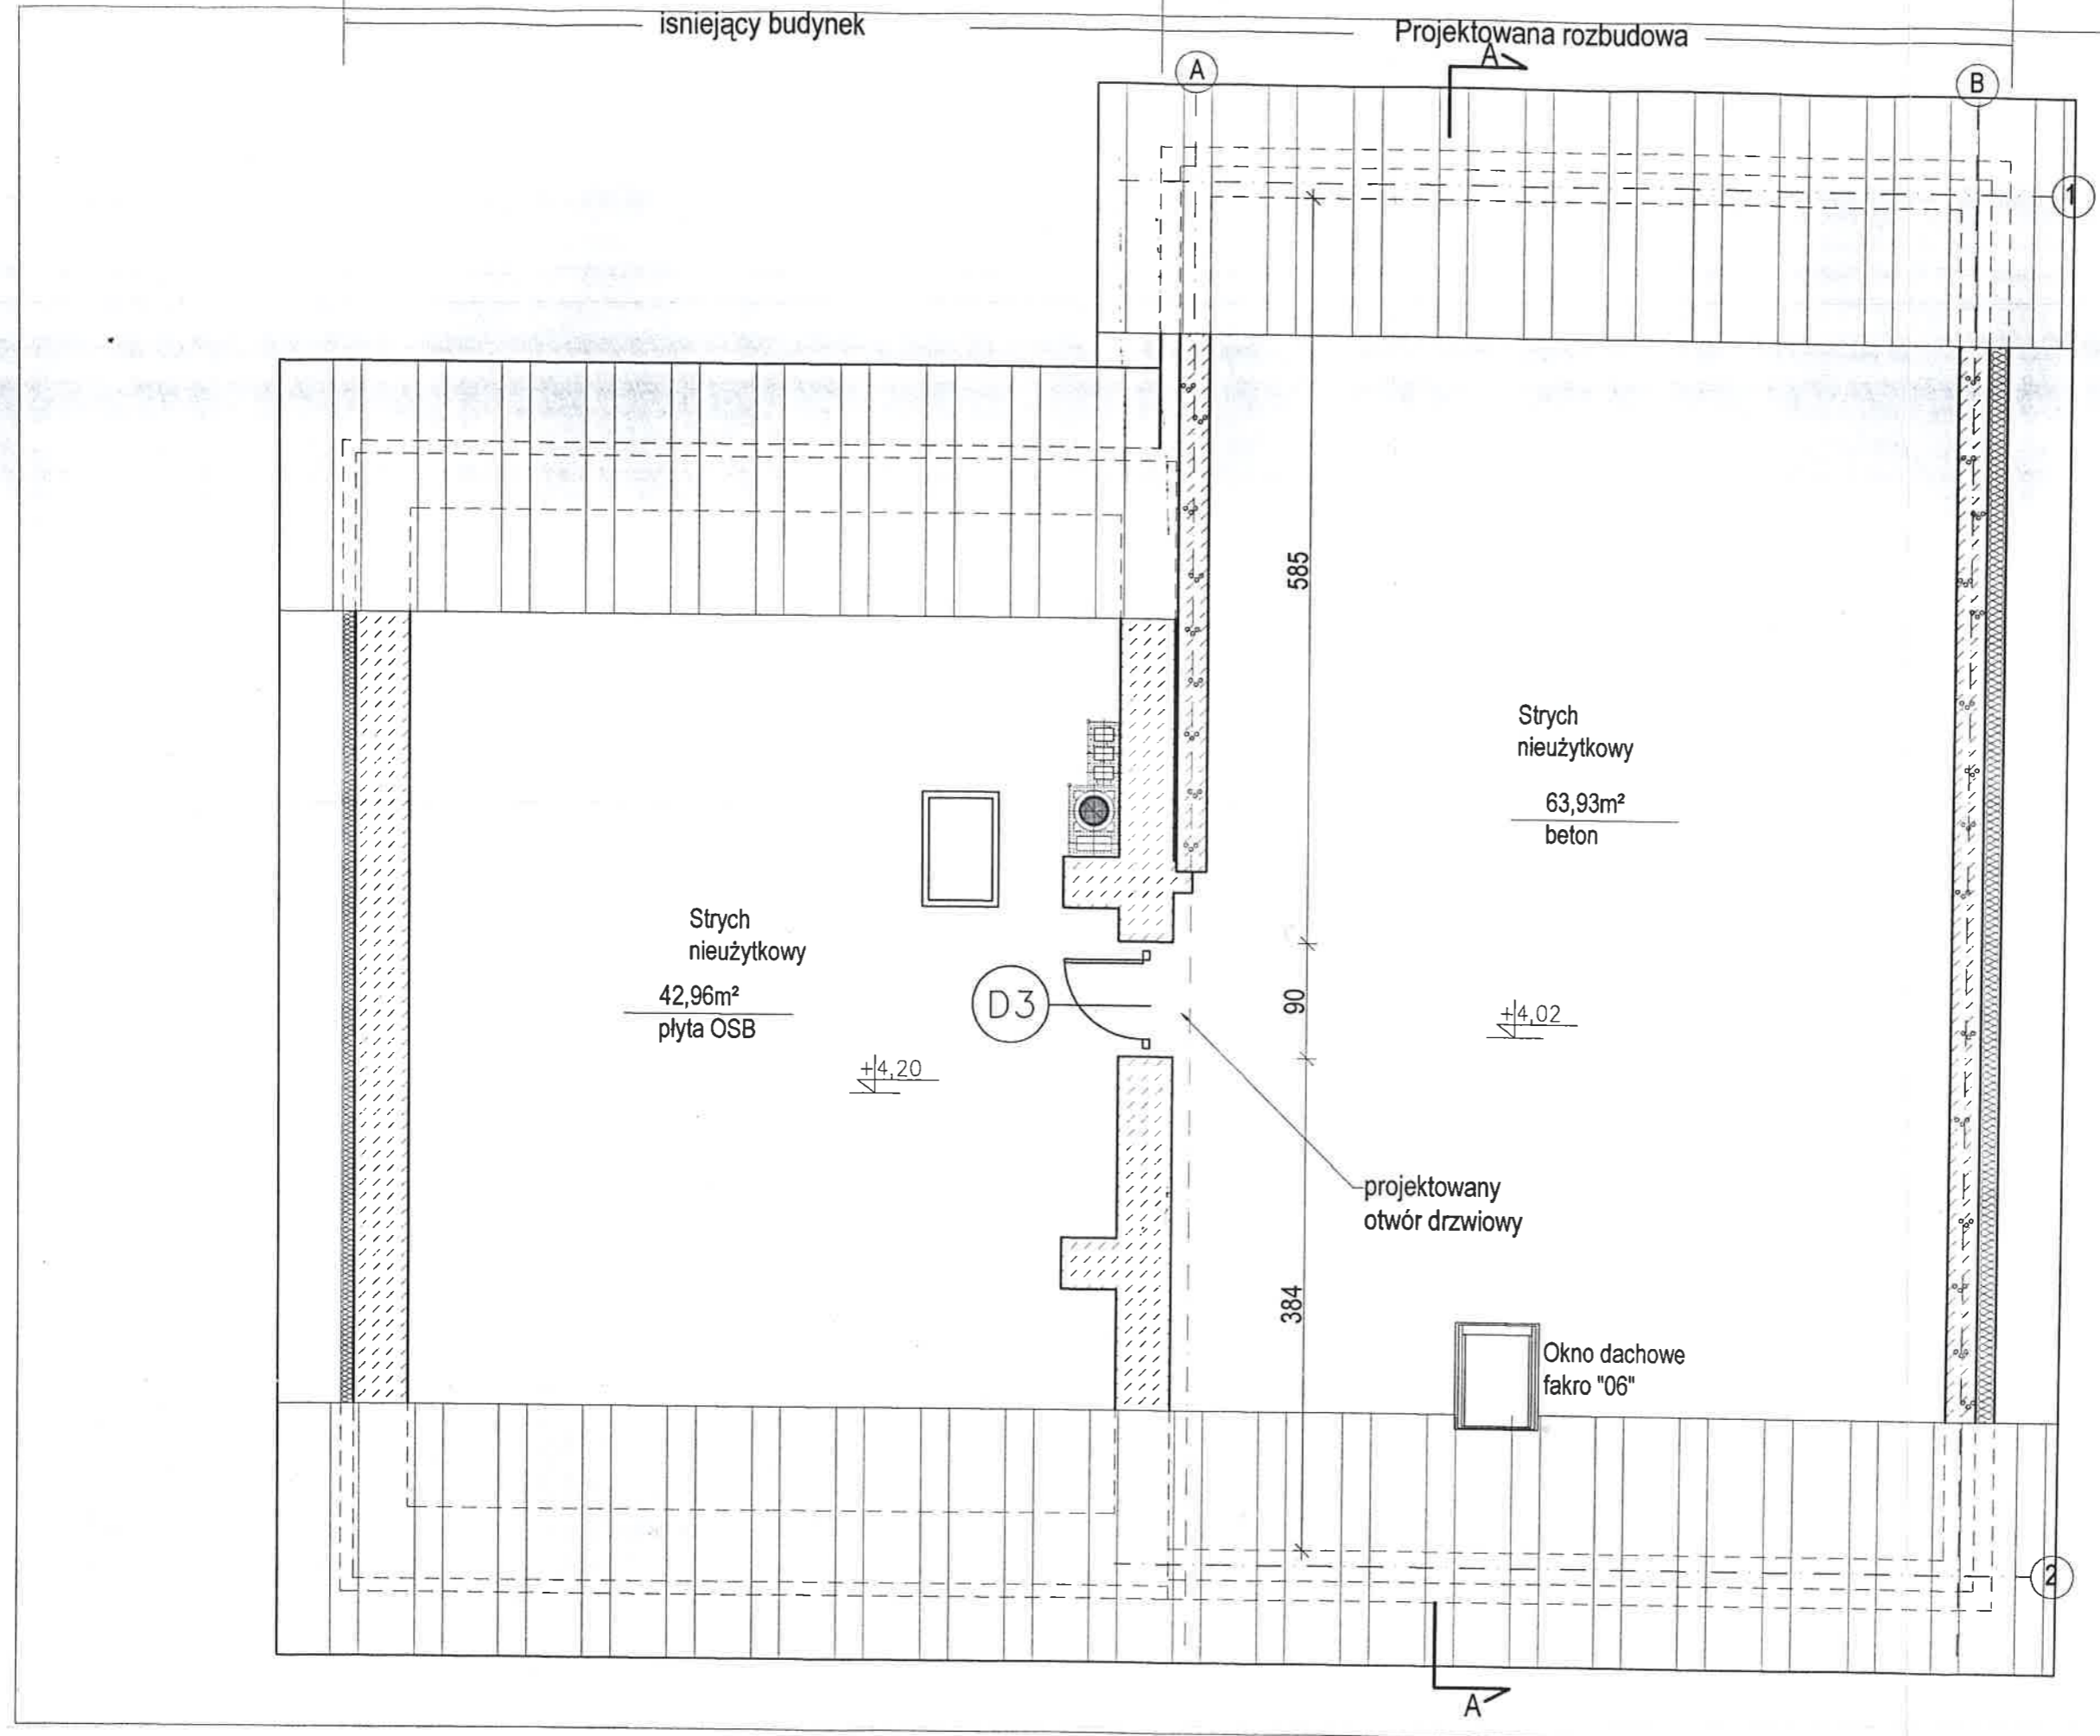 isniejący budynek
Projektowana rozbudowa
A
A
B
1
585
Strych
nieużytkowy
63,93m²
beton
Strych
nieużytkowy
42,96m²
płyta OSB
D3
90
+4,02
+4,20
projektowany
otwór drzwiowy
384
Okno dachowe
fakro "06"
2
A